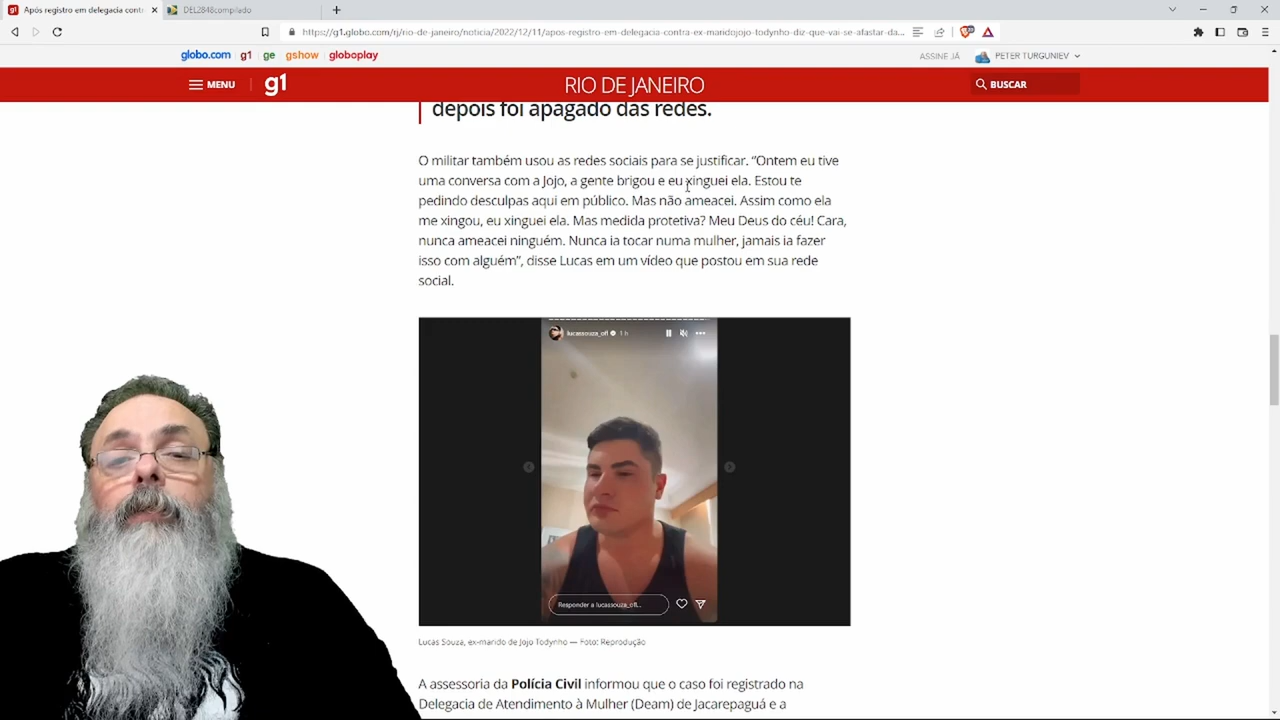 Após registro em delegacia contr
DEL2848compilado
https://g1.globo.com/rj/rio-de-janeiro/noticia/2022/12/11/apos-registro-em-delegacia-contra-ex-maridojojo-todynho-diz-que-vai-se-afastar-da...
globo.com g1 ge gshow globoplay
ASSINE JÁ
PETER TURGUNIEV
MENU
g1
RIO DE JANEIRO
BUSCAR
depois foi apagado das redes.
O militar também usou as redes sociais para se justificar. “Ontem eu tive
uma conversa com a Jojo, a gente brigou e eu xinguei ela. Estou te
pedindo desculpas aqui em público. Mas não ameacei. Assim como ela
me xingou, eu xinguei ela. Mas medida protetiva? Meu Deus do céu! Cara,
nunca ameacei ninguém. Nunca ia tocar numa mulher, jamais ia fazer
isso com alguém”, disse Lucas em um vídeo que postou em sua rede
social.
lucassouza_ofl 1 h
Responder a lucassouza_ofl...
Lucas Souza, ex-marido de Jojo Todynho — Foto: Reprodução
A assessoria da Polícia Civil informou que o caso foi registrado na
Delegacia de Atendimento à Mulher (Deam) de Jacarepaguá e a